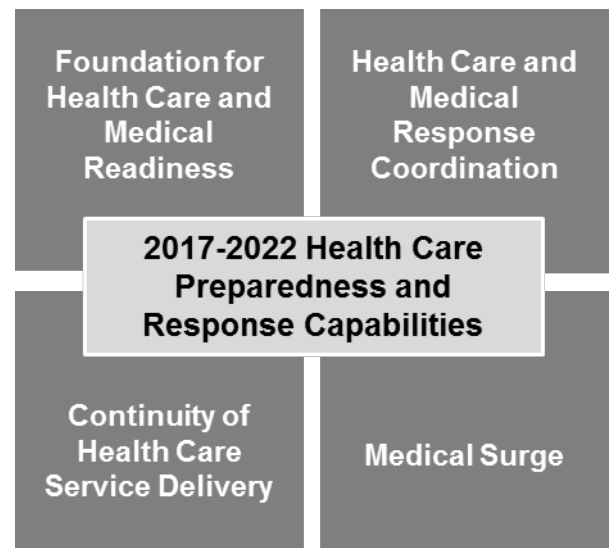 Foundation for
Health Care and
Medical
Readiness
Health Care and
Medical
Response
Coordination
2017-2022 Health Care
Preparedness and
Response Capabilities
Continuity of
Health Care
Service Delivery
Medical Surge